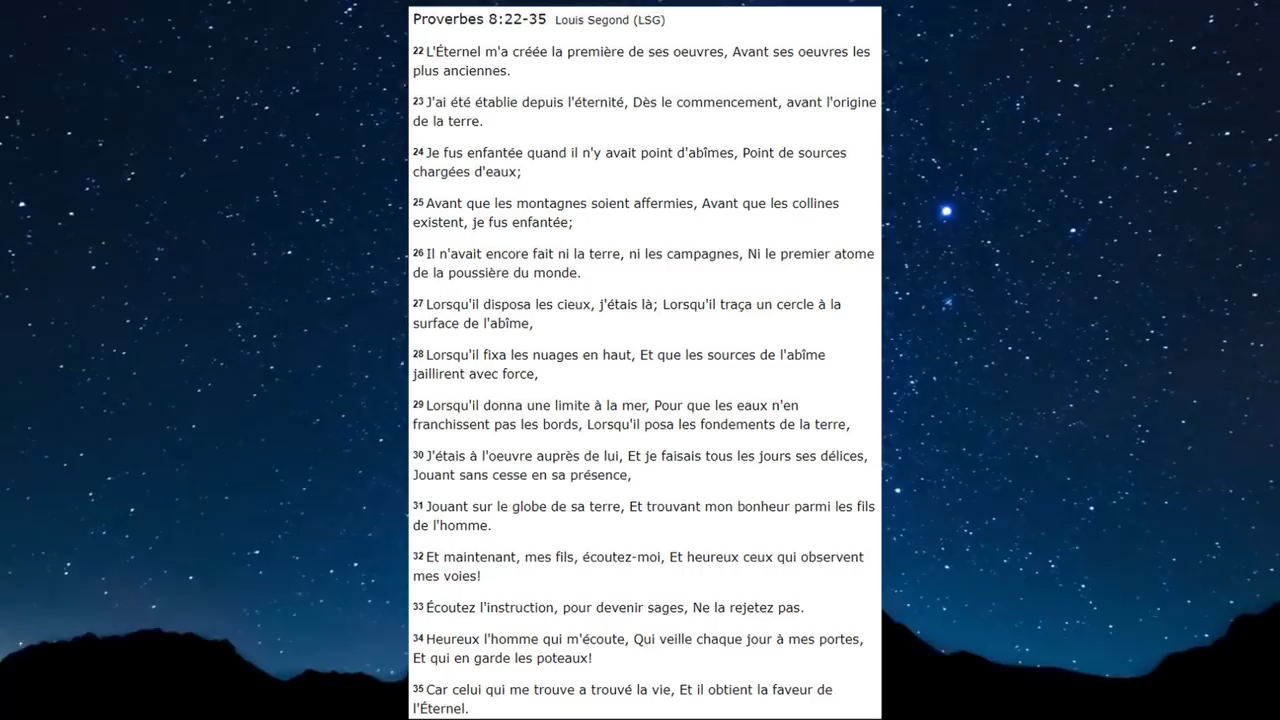 Proverbes 8:22-35 Louis Segond (LSG)
22 L'Éternel m'a créée la première de ses oeuvres, Avant ses oeuvres les
plus anciennes.
23 J'ai été établie depuis l'éternité, Dès le commencement, avant l'origine
de la terre.
24 Je fus enfantée quand il n'y avait point d'abîmes, Point de sources
chargées d'eaux;
25 Avant que les montagnes soient affermies, Avant que les collines
existent, je fus enfantée;
26 Il n'avait encore fait ni la terre, ni les campagnes, Ni le premier atome
de la poussière du monde.
27 Lorsqu'il disposa les cieux, j'étais là; Lorsqu'il traça un cercle à la
surface de l'abîme,
28 Lorsqu'il fixa les nuages en haut, Et que les sources de l'abîme
jaillirent avec force,
29 Lorsqu'il donna une limite à la mer, Pour que les eaux n'en
franchissent pas les bords, Lorsqu'il posa les fondements de la terre,
30 J'étais à l'oeuvre auprès de lui, Et je faisais tous les jours ses délices,
Jouant sans cesse en sa présence,
31 Jouant sur le globe de sa terre, Et trouvant mon bonheur parmi les fils
de l'homme.
32 Et maintenant, mes fils, écoutez-moi, Et heureux ceux qui observent
mes voies!
33 Écoutez l'instruction, pour devenir sages, Ne la rejetez pas.
34 Heureux l'homme qui m'écoute, Qui veille chaque jour à mes portes,
Et qui en garde les poteaux!
35 Car celui qui me trouve a trouvé la vie, Et il obtient la faveur de
l'Éternel.